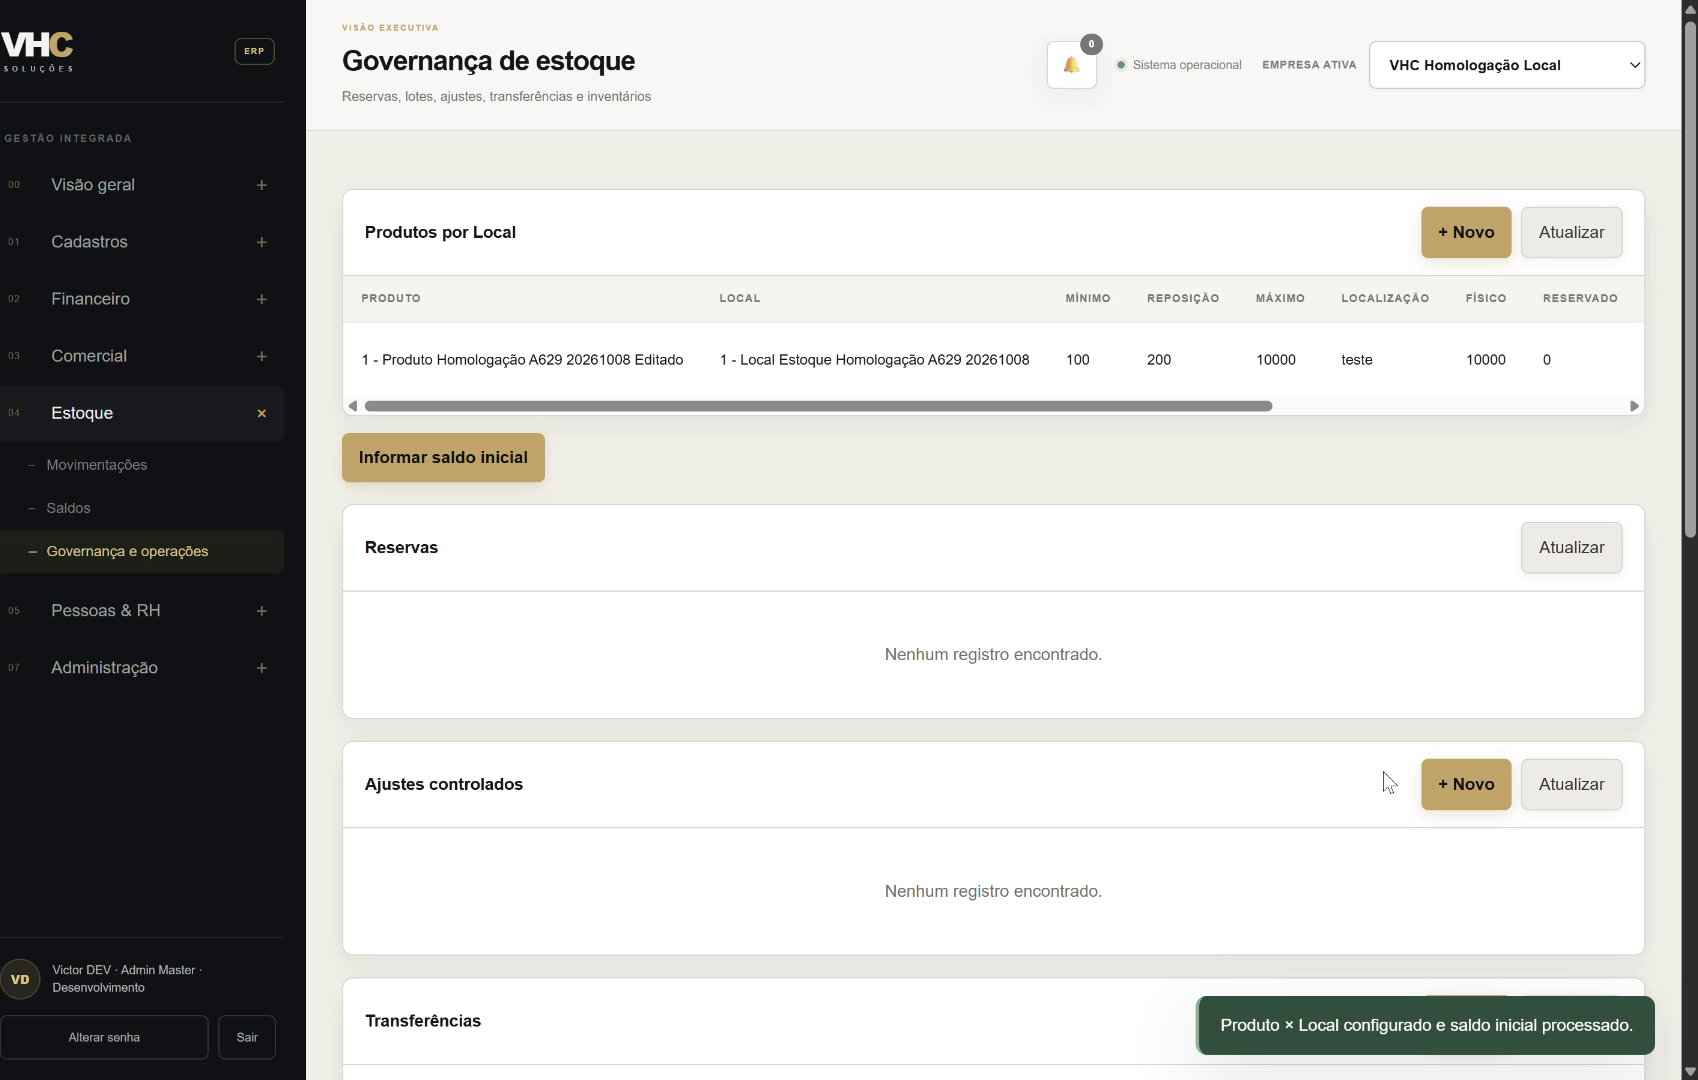 VHC
SOLUÇÕES
ERP
GESTÃO INTEGRADA
00 Visão geral +
01 Cadastros +
02 Financeiro +
03 Comercial +
04 Estoque ×
– Movimentações
– Saldos
– Governança e operações
05 Pessoas & RH +
07 Administração +
VD
Victor DEV · Admin Master ·
Desenvolvimento
Alterar senha
Sair
VISÃO EXECUTIVA
Governança de estoque
Reservas, lotes, ajustes, transferências e inventários
0
Sistema operacional
EMPRESA ATIVA
VHC Homologação Local
Produtos por Local
+ Novo
Atualizar
PRODUTO LOCAL MÍNIMO REPOSIÇÃO MÁXIMO LOCALIZAÇÃO FÍSICO RESERVADO
1 - Produto Homologação A629 20261008 Editado 1 - Local Estoque Homologação A629 20261008 100 200 10000 teste 10000 0
Informar saldo inicial
Reservas
Atualizar
Nenhum registro encontrado.
Ajustes controlados
+ Novo
Atualizar
Nenhum registro encontrado.
Transferências
Produto × Local configurado e saldo inicial processado.